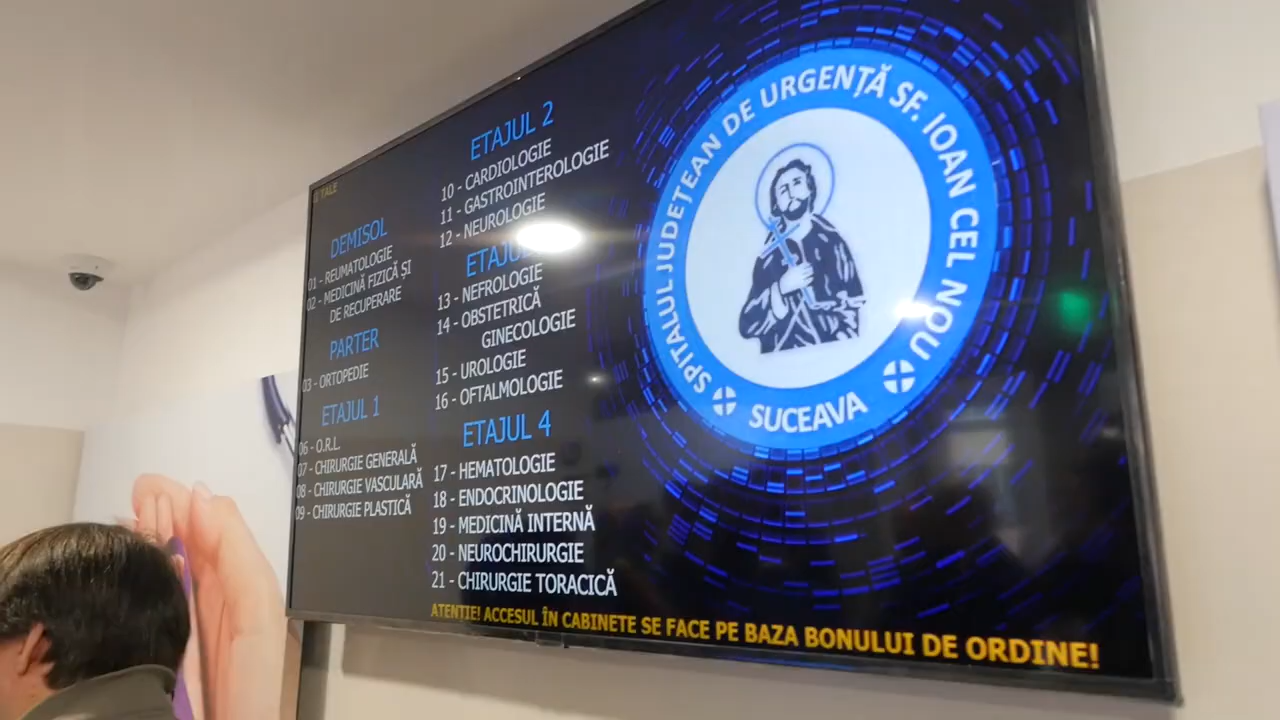 DEMISOL
01 - REUMATOLOGIE
02 - MEDICINĂ FIZICĂ ȘI
DE RECUPERARE
PARTER
03 - ORTOPEDIE
ETAJUL 1
06 - O.R.L.
07 - CHIRURGIE GENERALĂ
08 - CHIRURGIE VASCULARĂ
09 - CHIRURGIE PLASTICĂ
ETAJUL 2
10 - CARDIOLOGIE
11 - GASTROINTEROLOGIE
12 - NEUROLOGIE
13 - NEFROLOGIE
14 - OBSTETRICĂ
GINECOLOGIE
15 - UROLOGIE
16 - OFTALMOLOGIE
ETAJUL 4
17 - HEMATOLOGIE
18 - ENDOCRINOLOGIE
19 - MEDICINĂ INTERNĂ
20 - NEUROCHIRURGIE
21 - CHIRURGIE TORACICĂ
SPITALUL JUDEȚEAN DE URGENȚĂ SF. IOAN CEL NOU
SUCEAVA
ATENȚIE! ACCESUL ÎN CABINETE SE FACE PE BAZA BONULUI DE ORDINE!